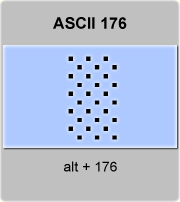 ASCII 176
░
alt + 176